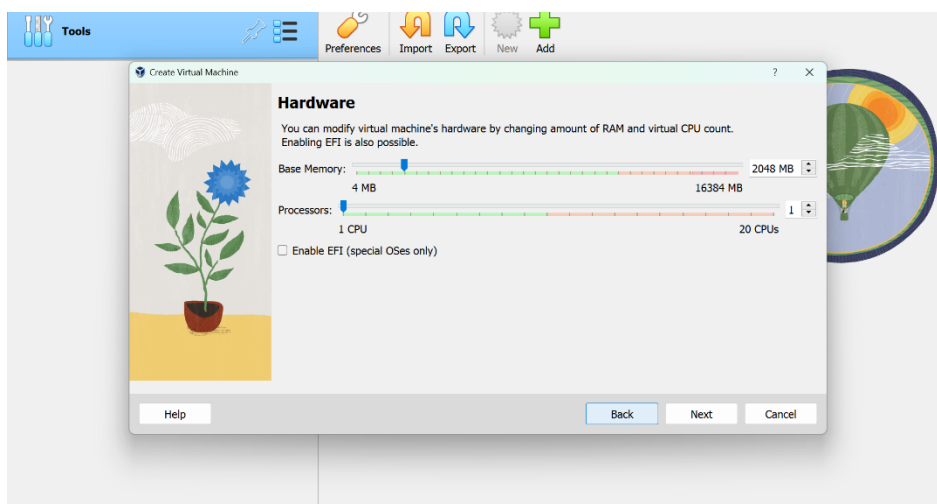 Tools
Preferences Import Export New Add
Create Virtual Machine ?
Hardware
You can modify virtual machine's hardware by changing amount of RAM and virtual CPU count.
Enabling EFI is also possible.
Base Memory: 2048 MB
4 MB 16384 MB
Processors: 1
1 CPU 20 CPUs
Enable EFI (special OSes only)
Help Back Next Cancel